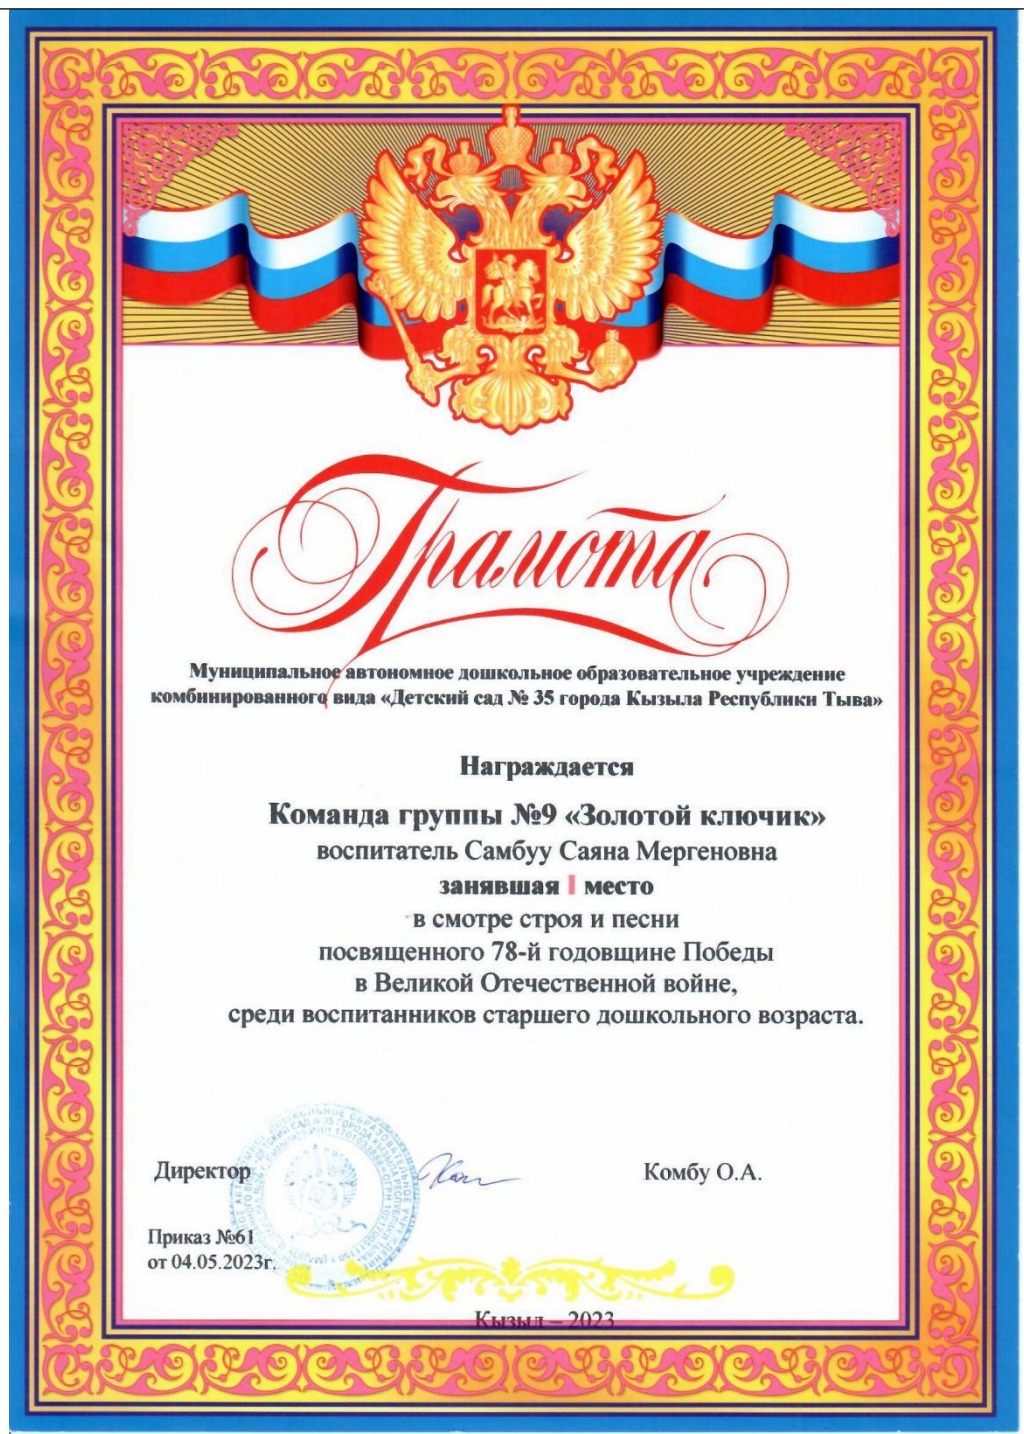 Грамота
Муниципальное автономное дошкольное образовательное учреждение
комбинированного вида «Детский сад № 35 города Кызыла Республики Тыва»
Награждается
Команда группы №9 «Золотой ключик»
воспитатель Самбуу Саяна Мергеновна
занявшая I место
в смотре строя и песни
посвященного 78-й годовщине Победы
в Великой Отечественной войне,
среди воспитанников старшего дошкольного возраста.
Директор Комбу О.А.
Приказ №61
от 04.05.2023г.
Кызыл – 2023